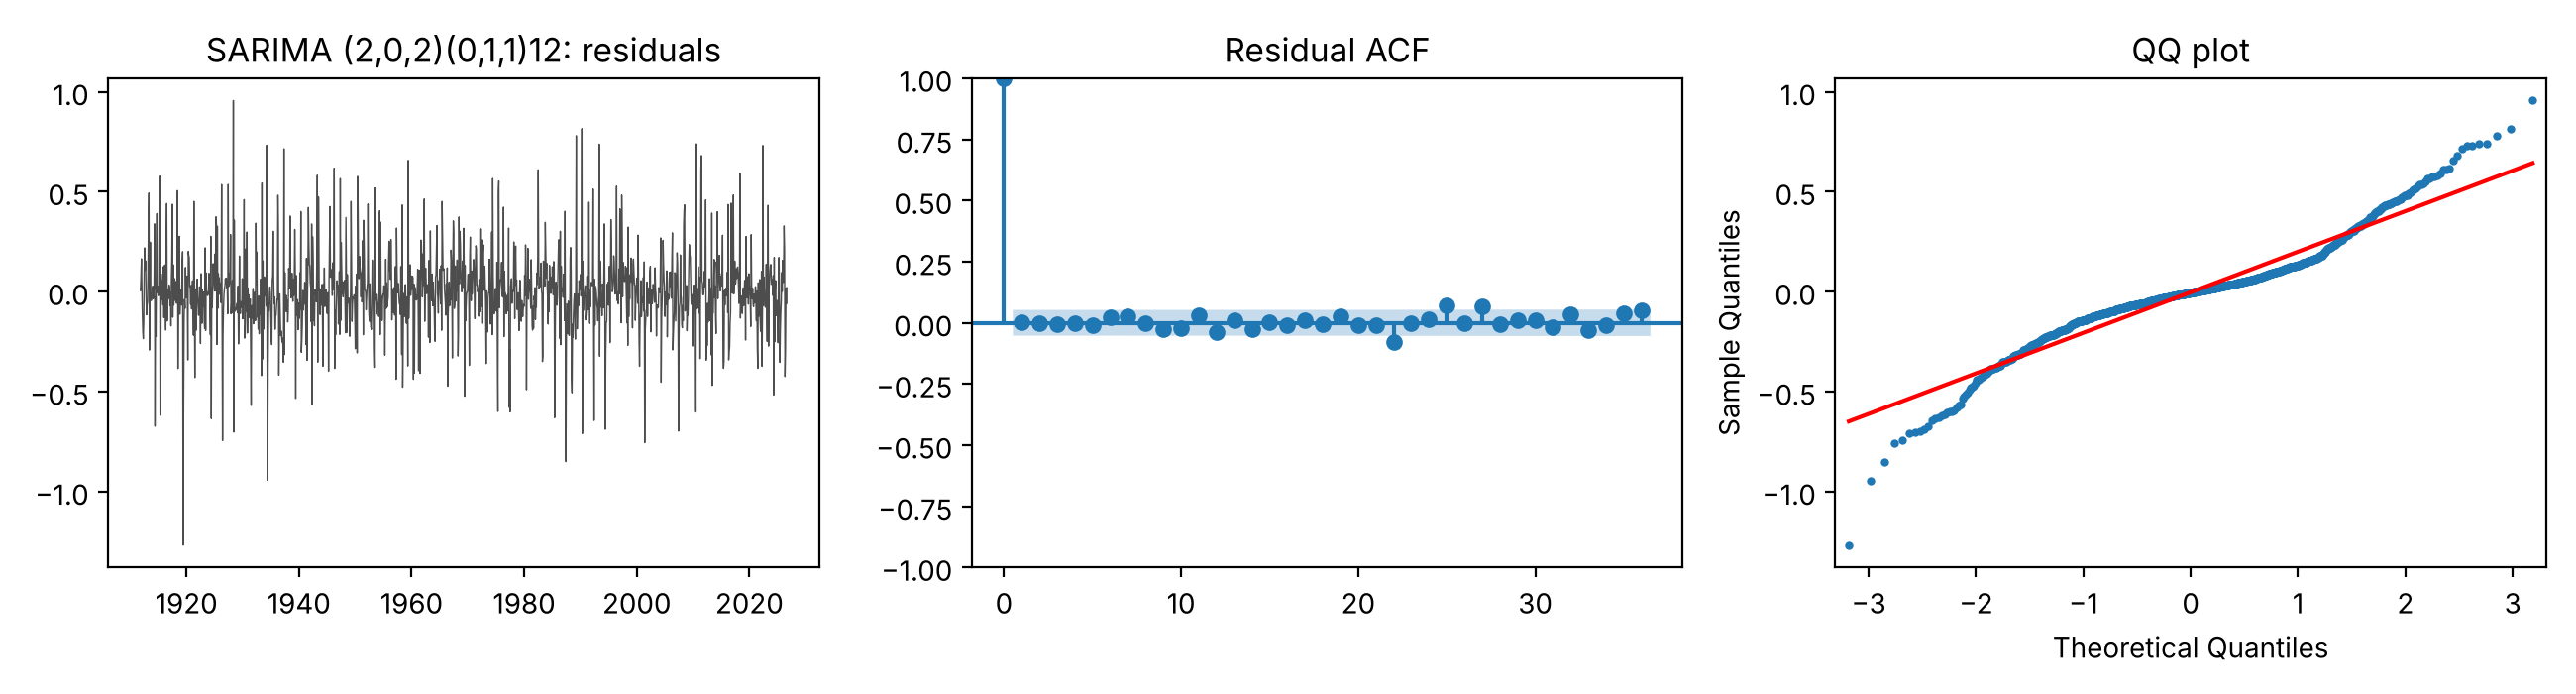 SARIMA (2,0,2)(0,1,1)12: residuals
1.0
0.5
0.0
−0.5
−1.0
1920 1940 1960 1980 2000 2020
Residual ACF
1.00
0.75
0.50
0.25
0.00
−0.25
−0.50
−0.75
−1.00
0 10 20 30
QQ plot
Sample Quantiles
1.0
0.5
0.0
−0.5
−1.0
−3 −2 −1 0 1 2 3
Theoretical Quantiles